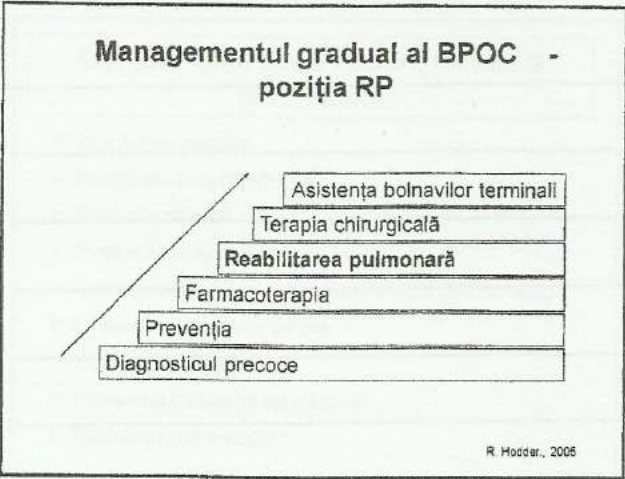 Managementul gradual al BPOC -
poziția RP
Asistența bolnavilor terminali
Terapia chirurgicală
Reabilitarea pulmonară
Farmacoterapia
Prevenția
Diagnosticul precoce
R. Hodder., 2006